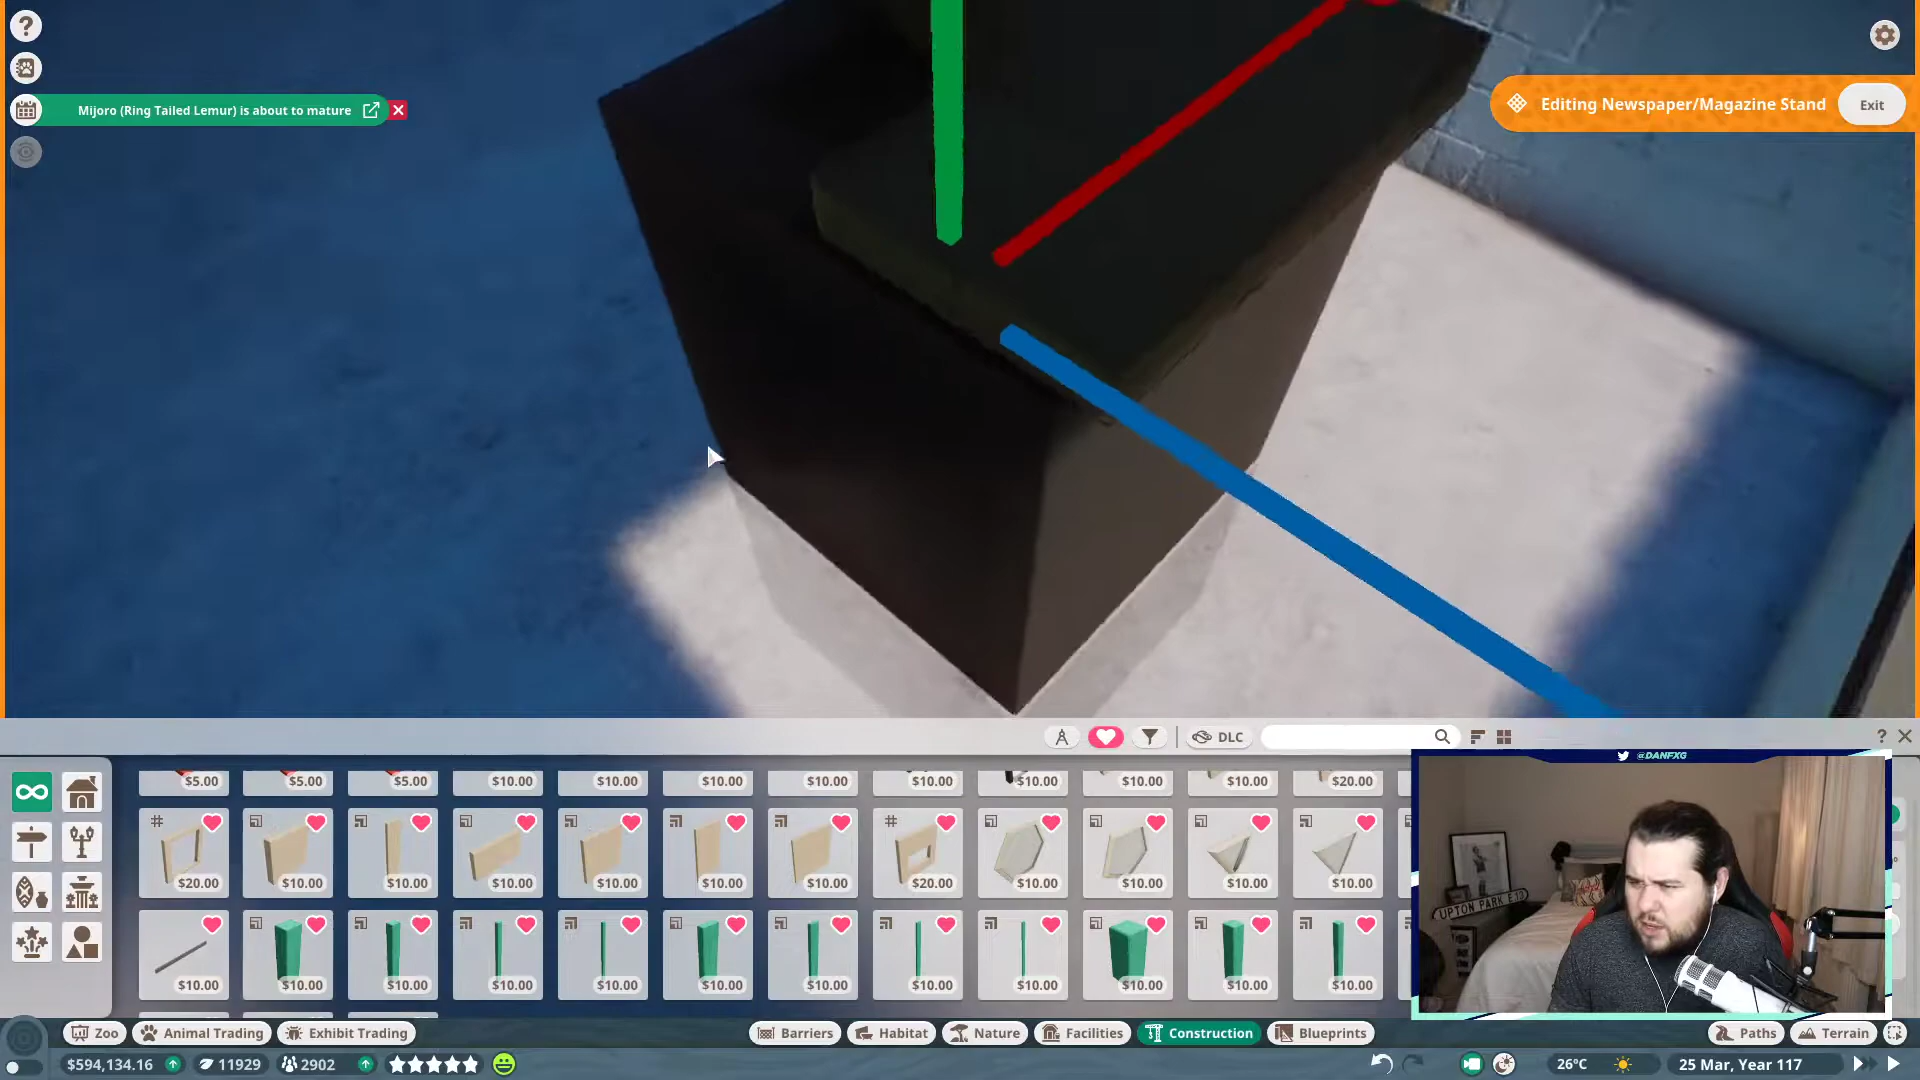 ?
Mijoro (Ring Tailed Lemur) is about to mature
Editing Newspaper/Magazine Stand
Exit
DLC
?
@DANFXG
$5.00 $5.00 $5.00 $10.00 $10.00 $10.00 $10.00 $10.00 $10.00 $10.00 $10.00 $20.00
$20.00 $10.00 $10.00 $10.00 $10.00 $10.00 $10.00 $20.00 $10.00 $10.00 $10.00 $10.00
$10.00 $10.00 $10.00 $10.00 $10.00 $10.00 $10.00 $10.00 $10.00 $10.00 $10.00 $10.00
UPTON PARK E.13
Zoo
Animal Trading
Exhibit Trading
Barriers
Habitat
Nature
Facilities
Construction
Blueprints
Paths
Terrain
$594,134.16
11929
2902
26°C
25 Mar, Year 117